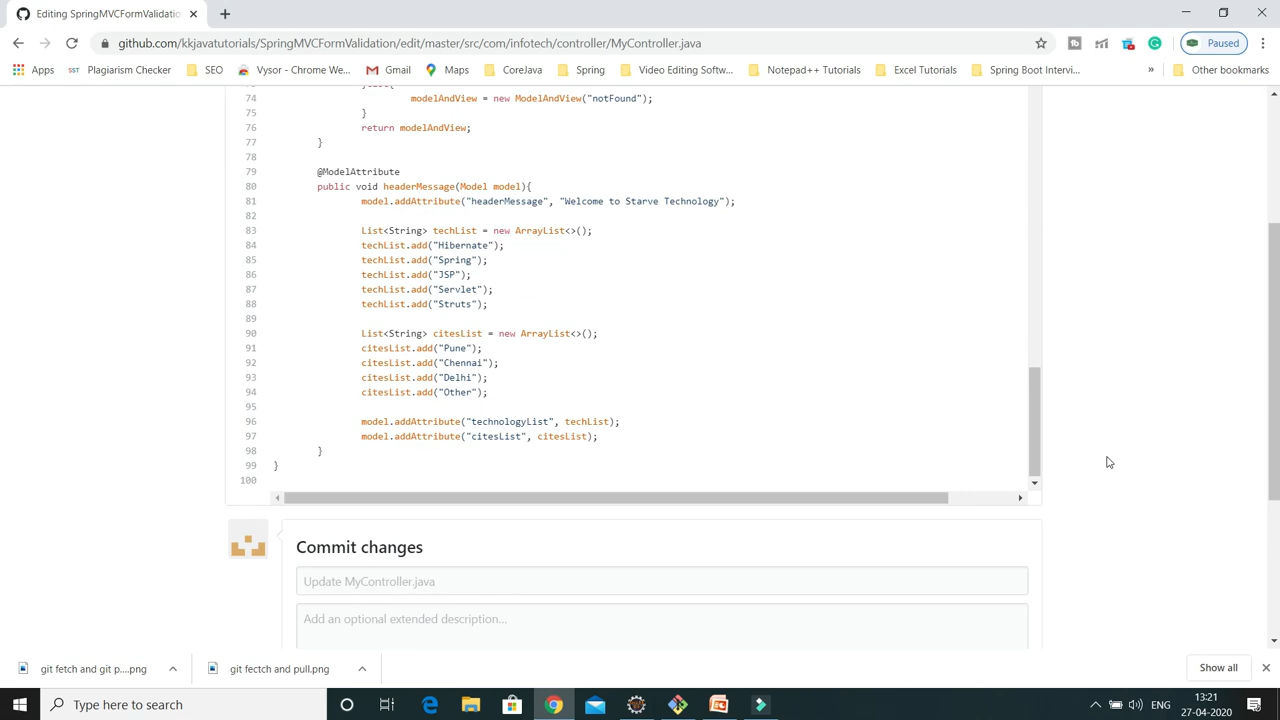 Editing SpringMVCFormValidation
github.com/kkjavatutorials/SpringMVCFormValidation/edit/master/src/com/infotech/controller/MyController.java
Paused
Apps
SST Plagiarism Checker
SEO
Vysor - Chrome We...
Gmail
Maps
CoreJava
Spring
Video Editing Softw...
Notepad++ Tutorials
Excel Tutorials
Spring Boot Intervi...
»
Other bookmarks
74 modelAndView = new ModelAndView("notFound");
75 }
76 return modelAndView;
77 }
78
79 @ModelAttribute
80 public void headerMessage(Model model){
81 model.addAttribute("headerMessage", "Welcome to Starve Technology");
82
83 List<String> techList = new ArrayList<>();
84 techList.add("Hibernate");
85 techList.add("Spring");
86 techList.add("JSP");
87 techList.add("Servlet");
88 techList.add("Struts");
89
90 List<String> citesList = new ArrayList<>();
91 citesList.add("Pune");
92 citesList.add("Chennai");
93 citesList.add("Delhi");
94 citesList.add("Other");
95
96 model.addAttribute("technologyList", techList);
97 model.addAttribute("citesList", citesList);
98 }
99 }
100
Commit changes
Update MyController.java
Add an optional extended description...
git fetch and git p....png
git fectch and pull.png
Show all
Type here to search
ENG
13:21
27-04-2020